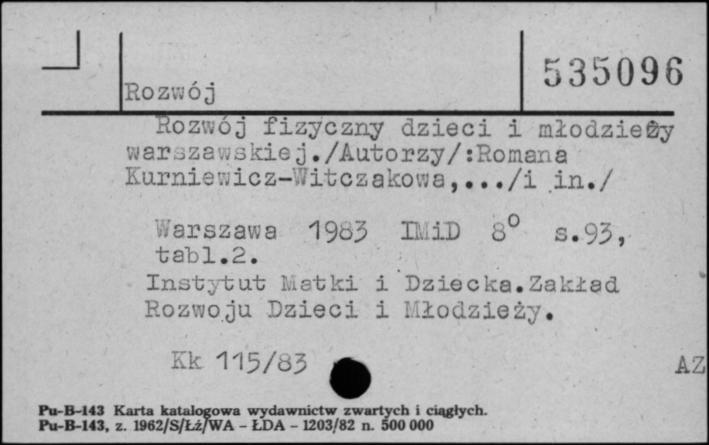 535096
Rozwój
Rozwój fizyczny dzieci i młodzieży
warszawskiej./Autorzy/:Romana
Kurniewicz-Witczakowa,.../i in./
Warszawa 1983 IMiD 8° s.93,
tabl.2.
Instytut Matki i Dziecka.Zakład
Rozwoju Dzieci i Młodzieży.
Kk 115/83
AZ
Pu-B-143 Karta katalogowa wydawnictw zwartych i ciągłych.
Pu-B-143, z. 1962/S/Łź/WA - ŁDA - 1203/82 n. 500 000